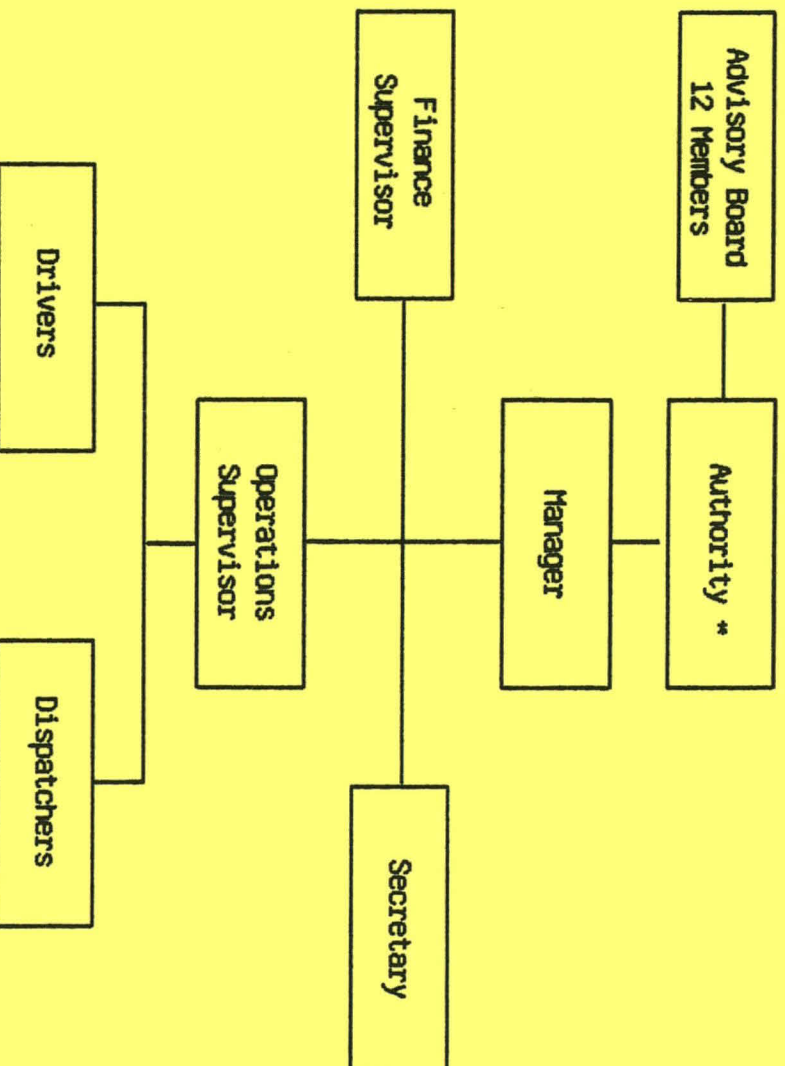 Advisory Board
12 Members
Authority *
Manager
Finance
Supervisor
Secretary
Operations
Supervisor
Drivers
Dispatchers